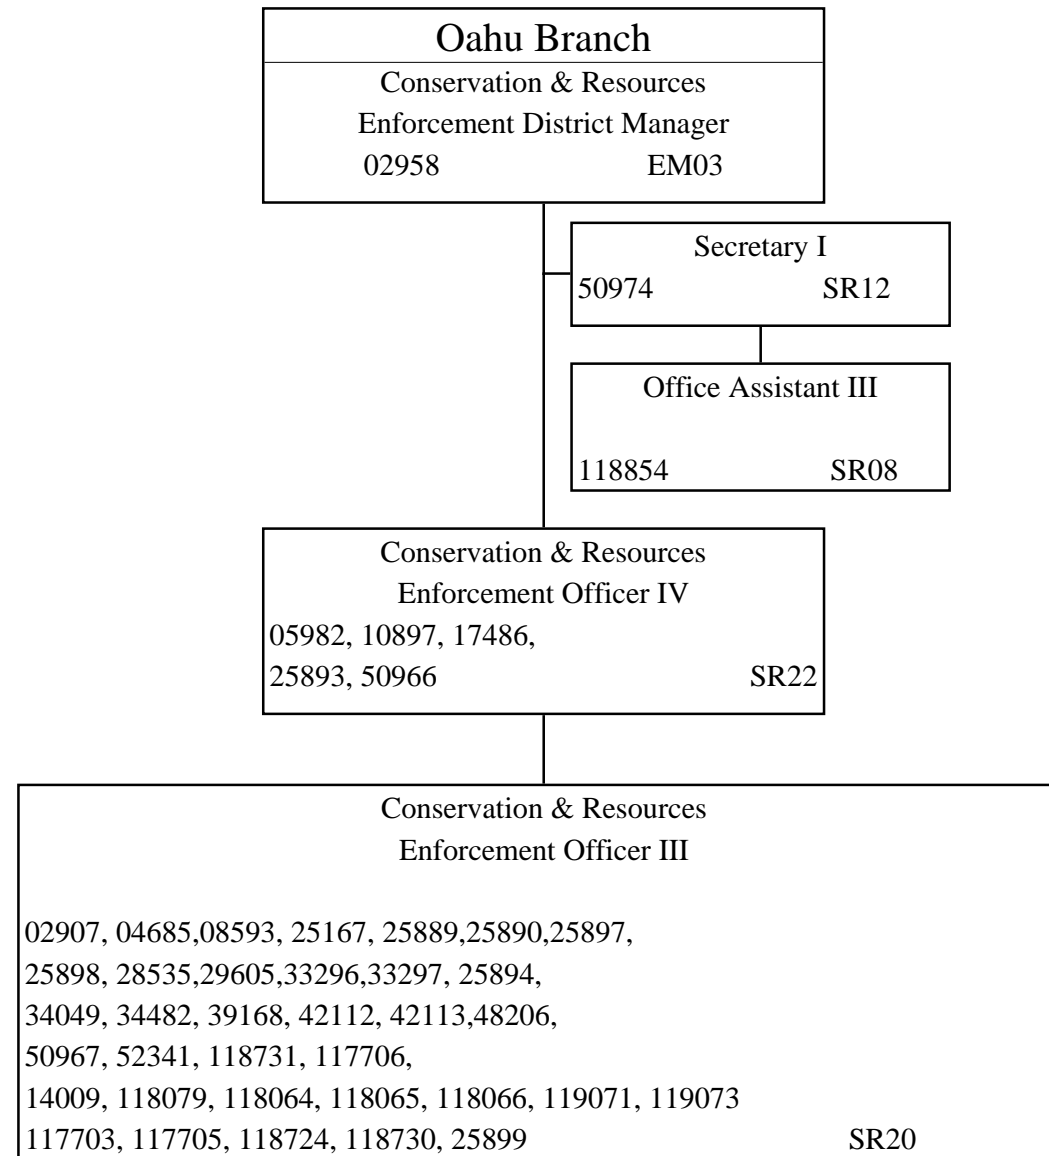 Oahu Branch
Conservation & Resources
Enforcement District Manager
02958 EM03
Secretary I
50974 SR12
Office Assistant III
118854 SR08
Conservation & Resources
Enforcement Officer IV
05982, 10897, 17486,
25893, 50966 SR22
Conservation & Resources
Enforcement Officer III
02907, 04685,08593, 25167, 25889,25890,25897,
25898, 28535,29605,33296,33297, 25894,
34049, 34482, 39168, 42112, 42113,48206,
50967, 52341, 118731, 117706,
14009, 118079, 118064, 118065, 118066, 119071, 119073
117703, 117705, 118724, 118730, 25899 SR20